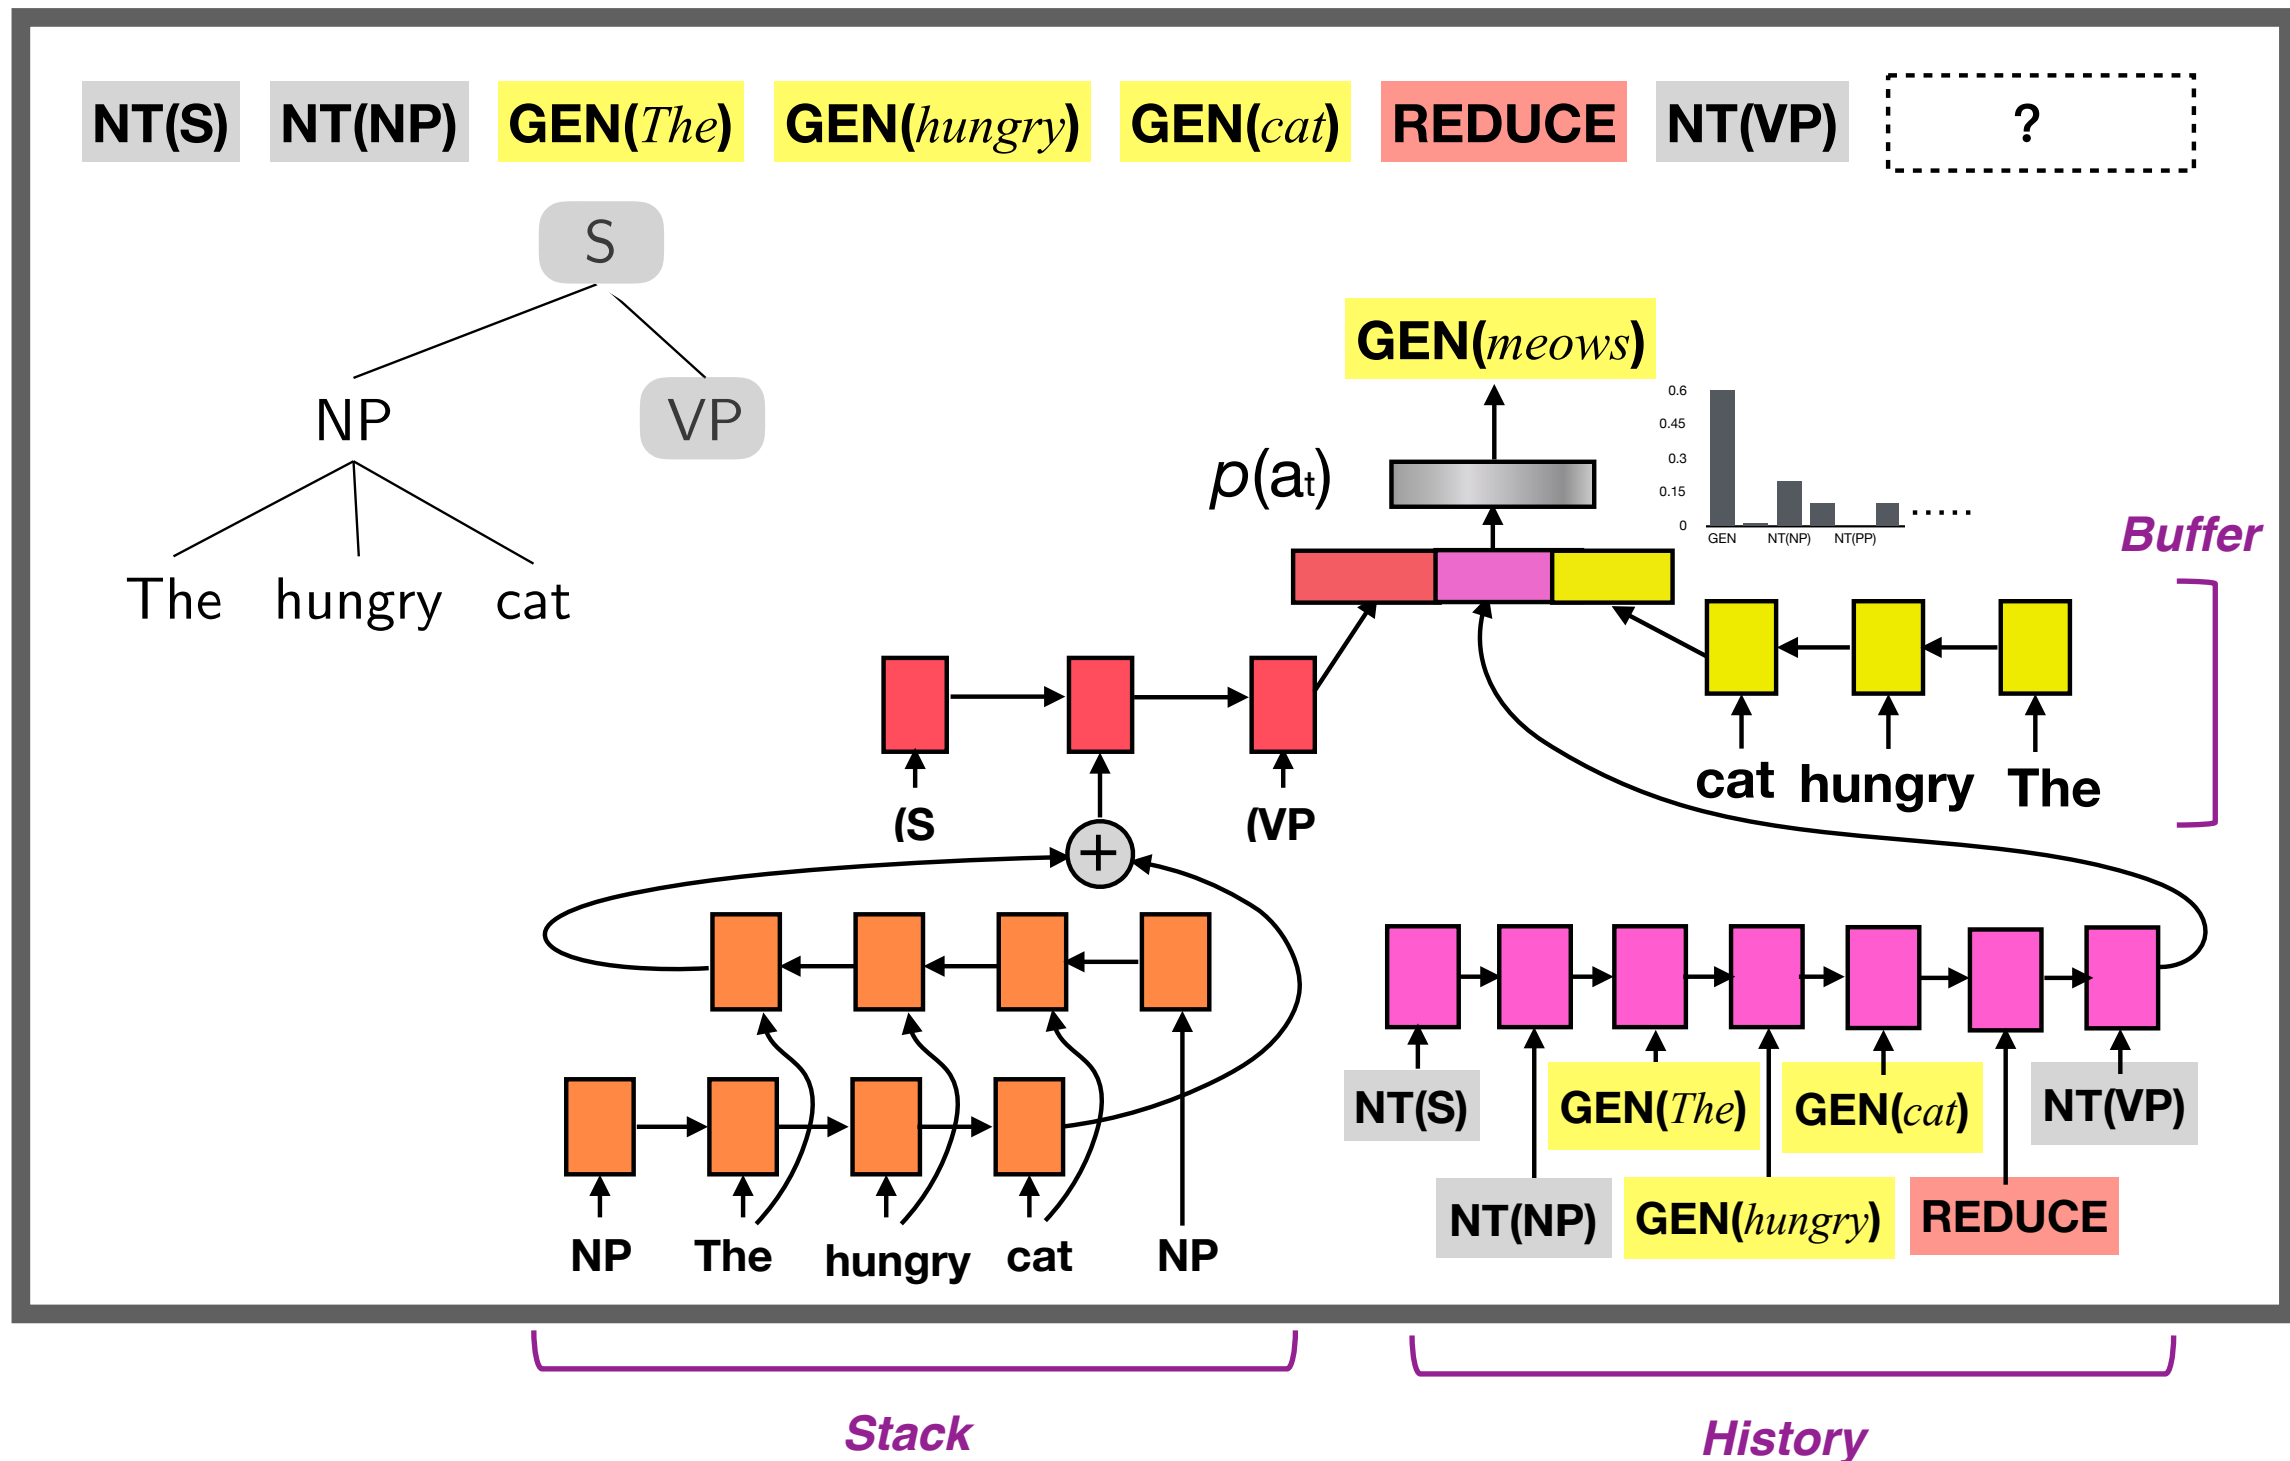 NT(S) NT(NP) GEN(The) GEN(hungry) GEN(cat) REDUCE NT(VP) ?
S
NP VP
The hungry cat
GEN(meows)
p(at)
0.6
0.45
0.3
0.15
0
GEN NT(NP) NT(PP)
Buffer
cat hungry The
(S (VP
+
NT(S) GEN(The) GEN(cat) NT(VP)
NT(NP) GEN(hungry) REDUCE
NP The hungry cat NP
Stack
History